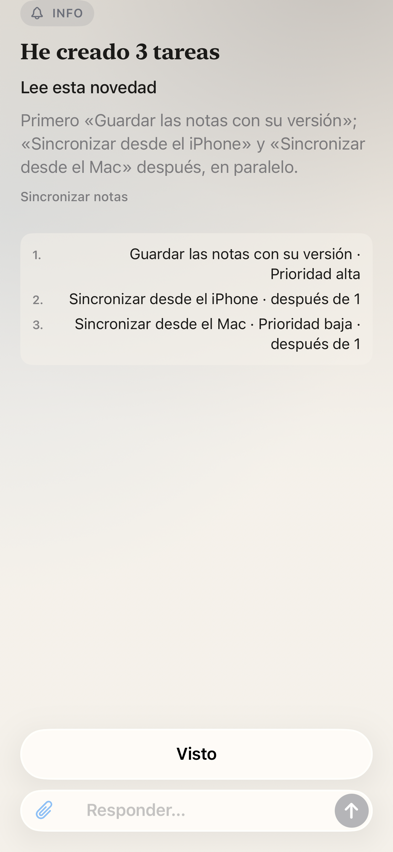 INFO
He creado 3 tareas
Lee esta novedad
Primero «Guardar las notas con su versión»;
«Sincronizar desde el iPhone» y «Sincronizar
desde el Mac» después, en paralelo.
Sincronizar notas
1. Guardar las notas con su versión ·
Prioridad alta
2. Sincronizar desde el iPhone · después de 1
3. Sincronizar desde el Mac · Prioridad baja ·
después de 1
Visto
Responder...